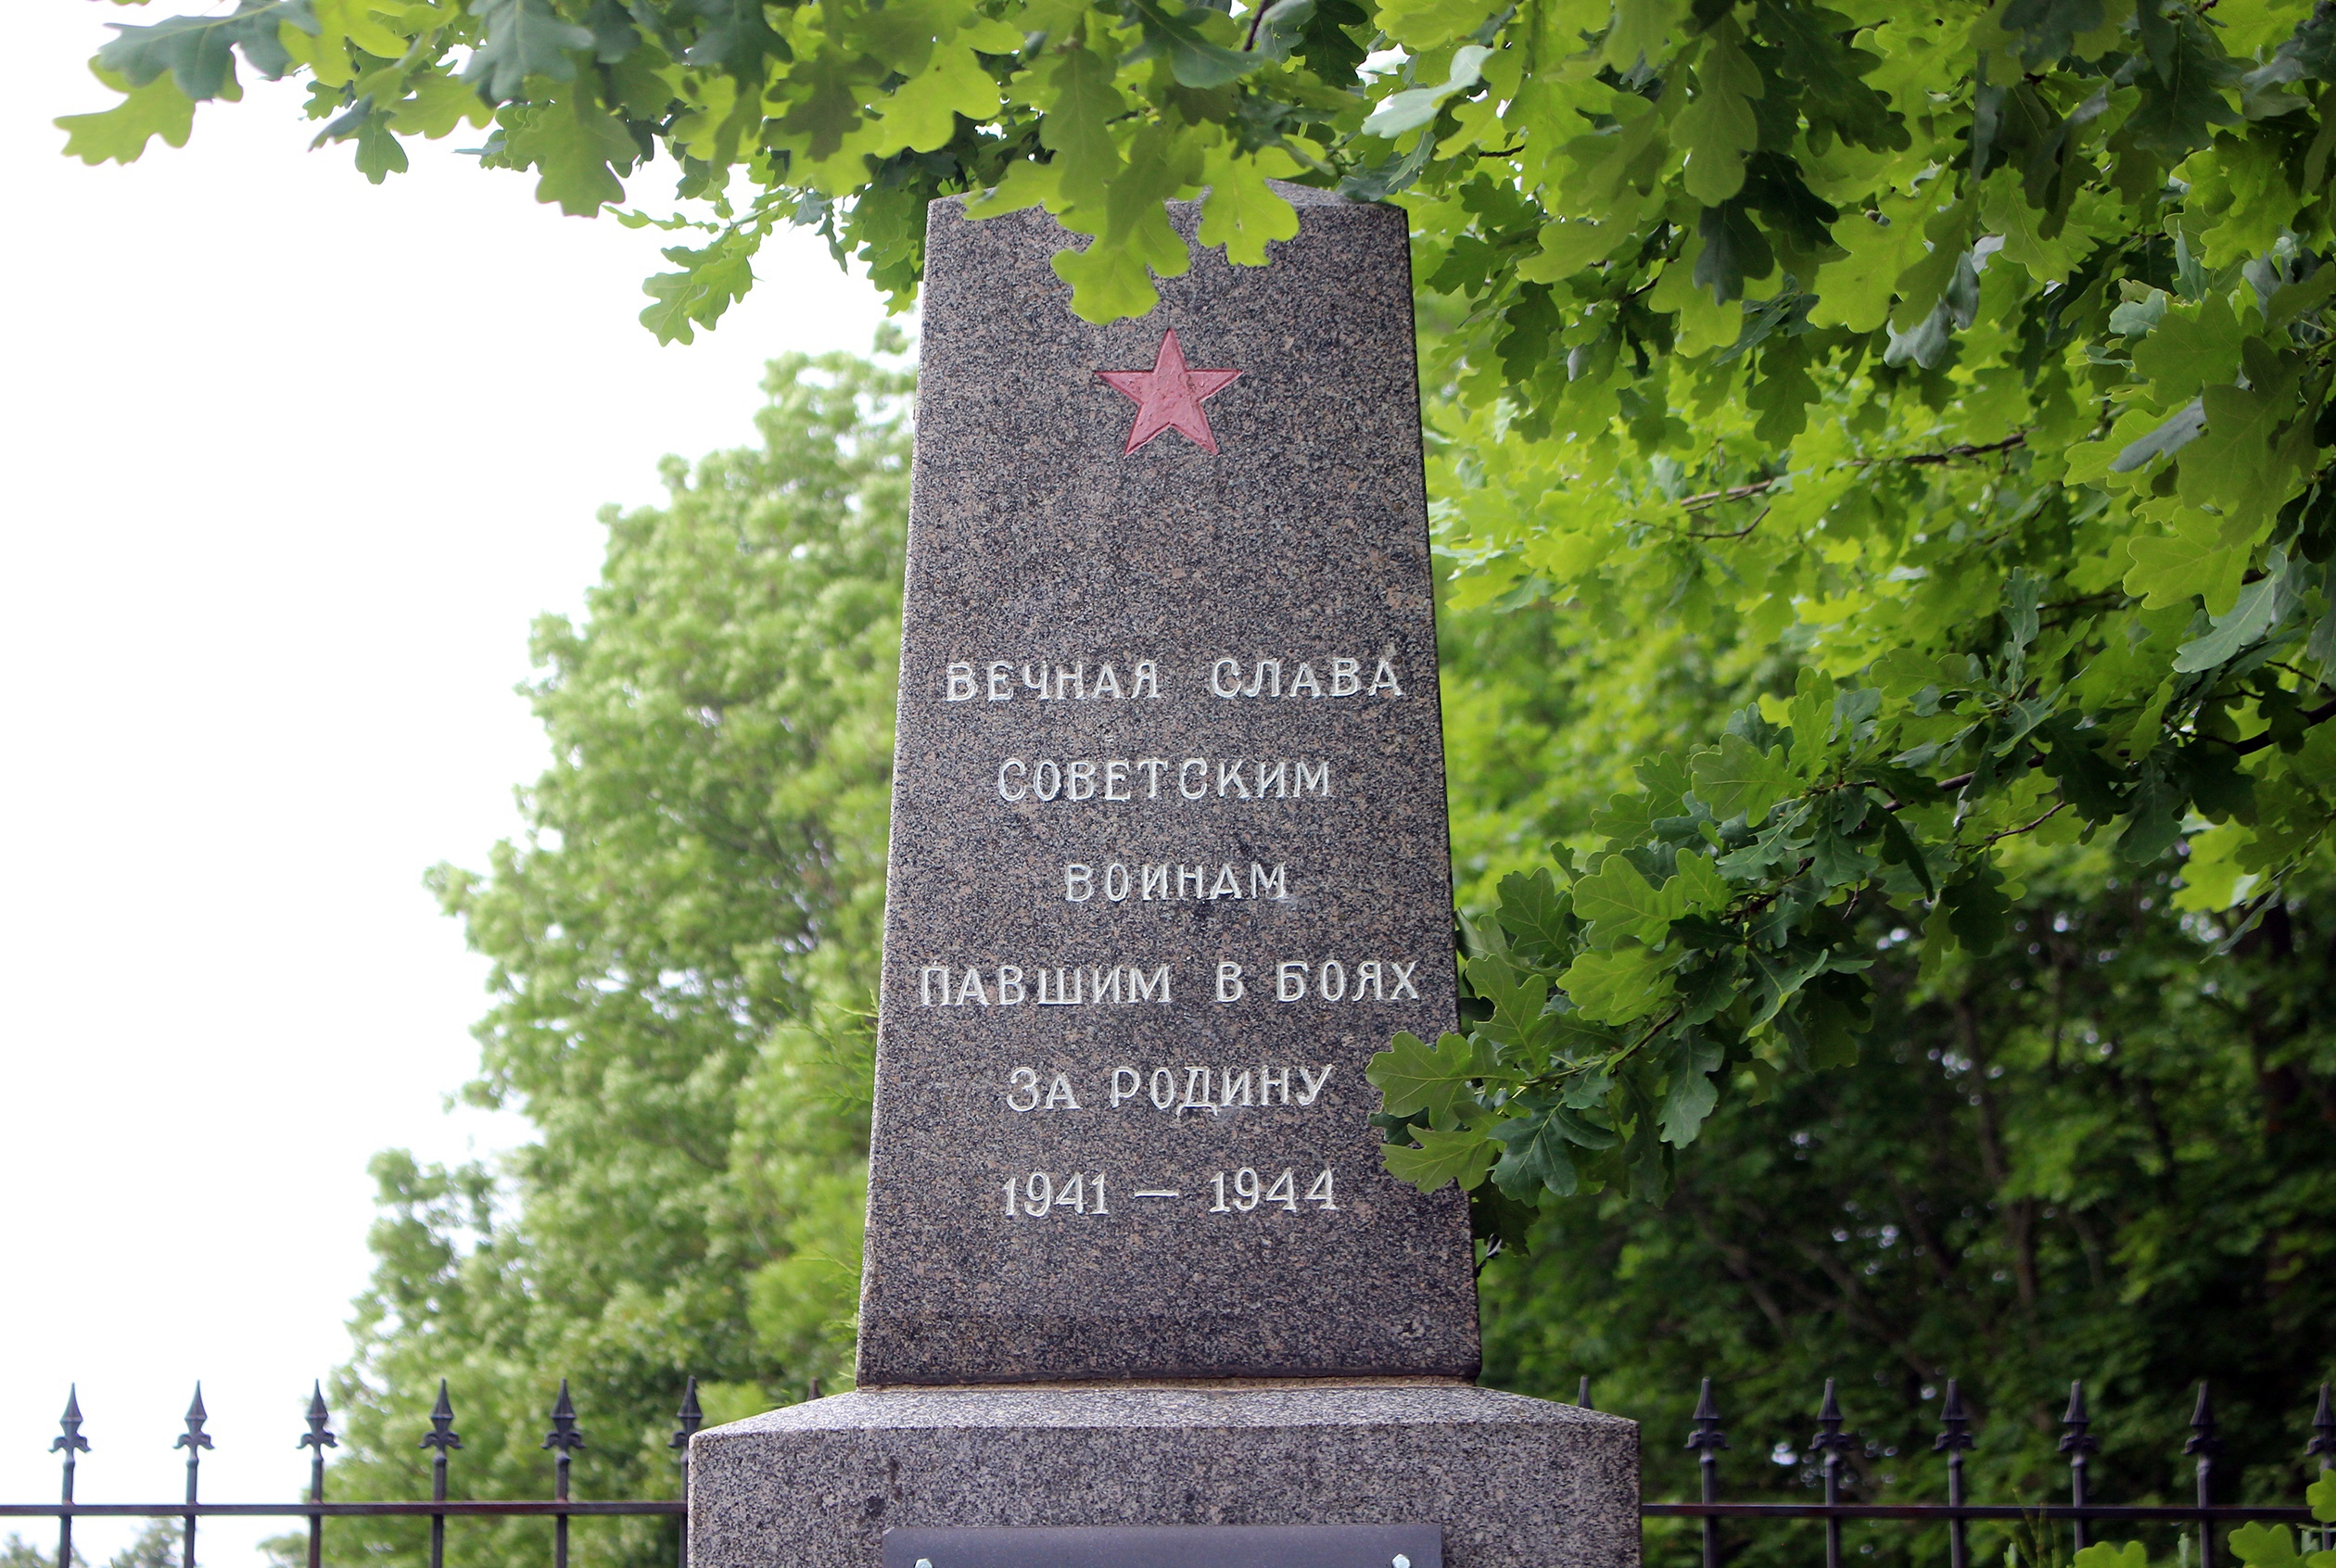 ВЕЧНАЯ СЛАВА
СОВЕТСКИМ
ВОИНАМ
ПАВШИМ В БОЯХ
ЗА РОДИНУ
1941 — 1944